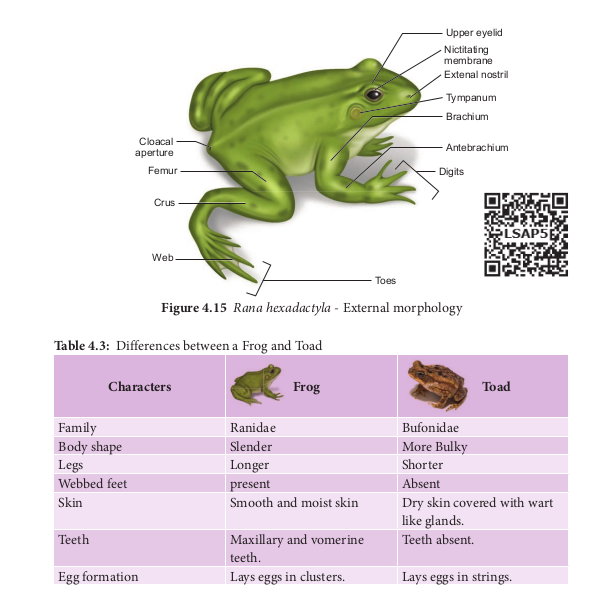 Upper eyelid
Nictitating
membrane
Extenal nostril
Tympanum
Brachium
Cloacal
aperture
Antebrachium
Femur
Digits
Crus
LSAP5
Web
Toes
Figure 4.15 Rana hexadactyla - External morphology
Table 4.3: Differences between a Frog and Toad
Characters Frog Toad
Family Ranidae Bufonidae
Body shape Slender More Bulky
Legs Longer Shorter
Webbed feet present Absent
Skin Smooth and moist skin Dry skin covered with wart
like glands.
Teeth Maxillary and vomerine Teeth absent.
teeth.
Egg formation Lays eggs in clusters. Lays eggs in strings.